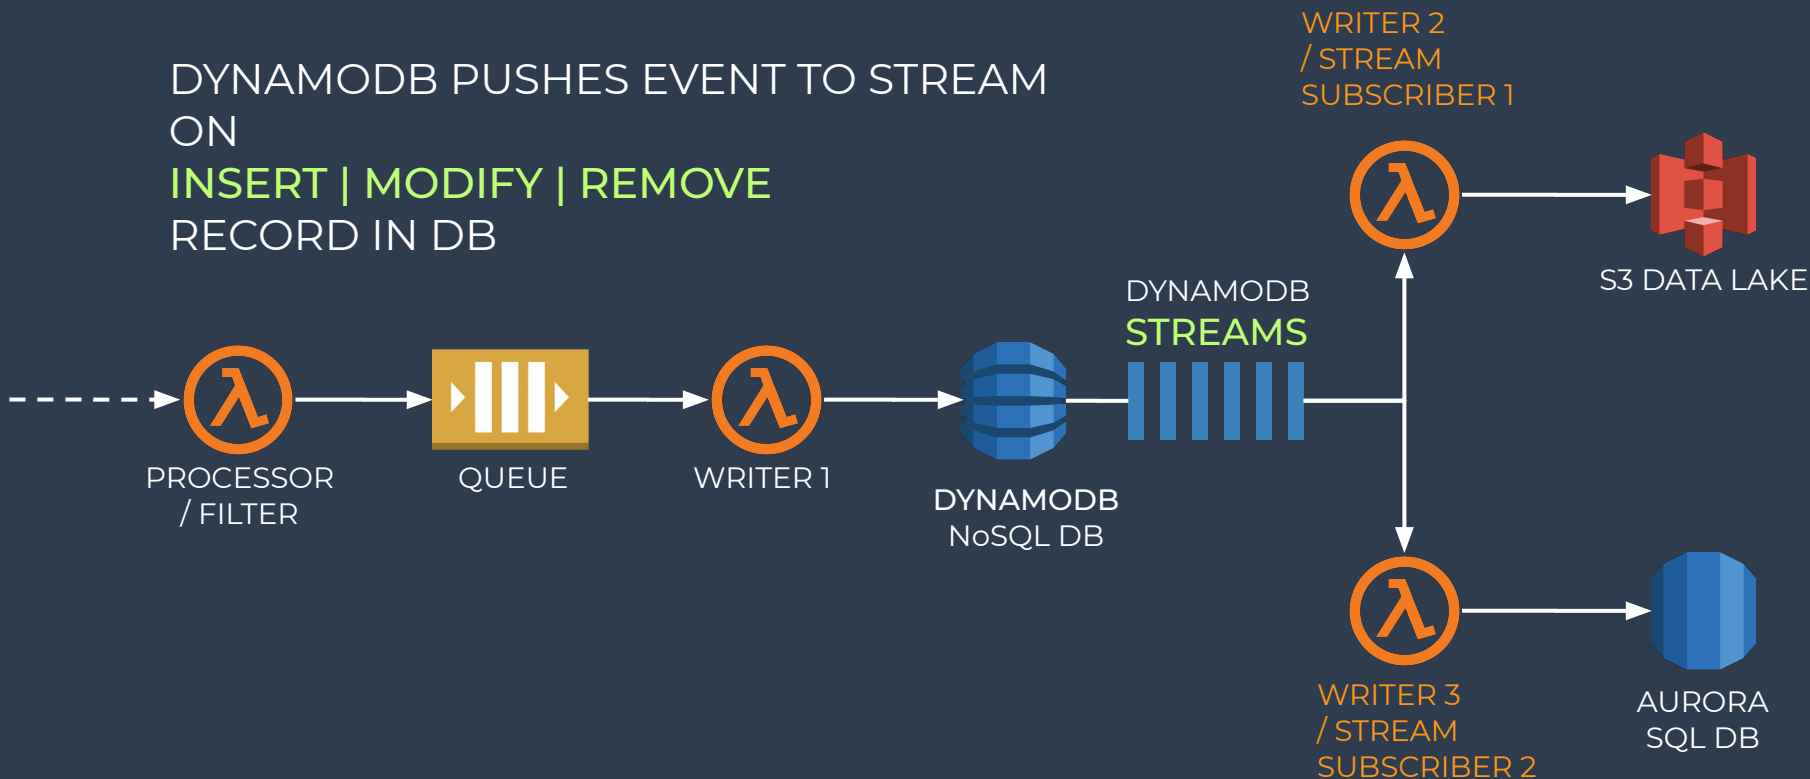 DYNAMODB PUSHES EVENT TO STREAM
ON
INSERT | MODIFY | REMOVE
RECORD IN DB
WRITER 2
/ STREAM
SUBSCRIBER 1
S3 DATA LAKE
DYNAMODB
STREAMS
PROCESSOR
/ FILTER
QUEUE
WRITER 1
DYNAMODB
NoSQL DB
WRITER 3
/ STREAM
SUBSCRIBER 2
AURORA
SQL DB